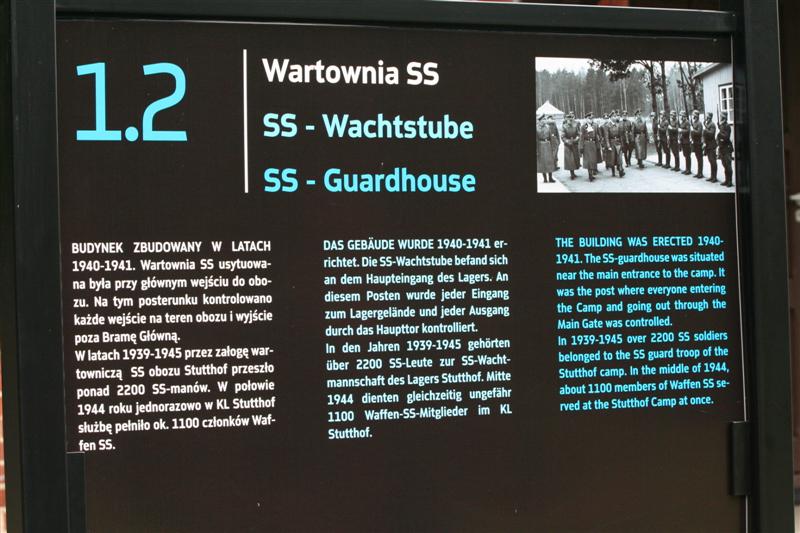 1.2
Wartownia SS
SS - Wachtstube
SS - Guardhouse
BUDYNEK ZBUDOWANY W LATACH
1940-1941. Wartownia SS usytuowa-
na była przy głównym wejściu do obo-
zu. Na tym posterunku kontrolowano
każde wejście na teren obozu i wyjście
poza Bramę Główną.
W latach 1939-1945 przez załogę war-
towniczą SS obozu Stutthof przeszło
ponad 2200 SS-manów. W połowie
1944 roku jednorazowo w KL Stutthof
służbę pełniło ok. 1100 członków Waf-
fen SS.
DAS GEBÄUDE WURDE 1940-1941 er-
richtet. Die SS-Wachtstube befand sich
an dem Haupteingang des Lagers. An
diesem Posten wurde jeder Eingang
zum Lagergelände und jeder Ausgang
durch das Haupttor kontrolliert.
In den Jahren 1939-1945 gehörten
über 2200 SS-Leute zur SS-Wacht-
mannschaft des Lagers Stutthof. Mitte
1944 dienten gleichzeitig ungefähr
1100 Waffen-SS-Mitglieder im KL
Stutthof.
THE BUILDING WAS ERECTED 1940-
1941. The SS-guardhouse was situated
near the main entrance to the camp. It
was the post where everyone entering
the Camp and going out through the
Main Gate was controlled.
In 1939-1945 over 2200 SS soldiers
belonged to the SS guard troop of the
Stutthof camp. In the middle of 1944,
about 1100 members of Waffen SS se-
rved at the Stutthof Camp at once.